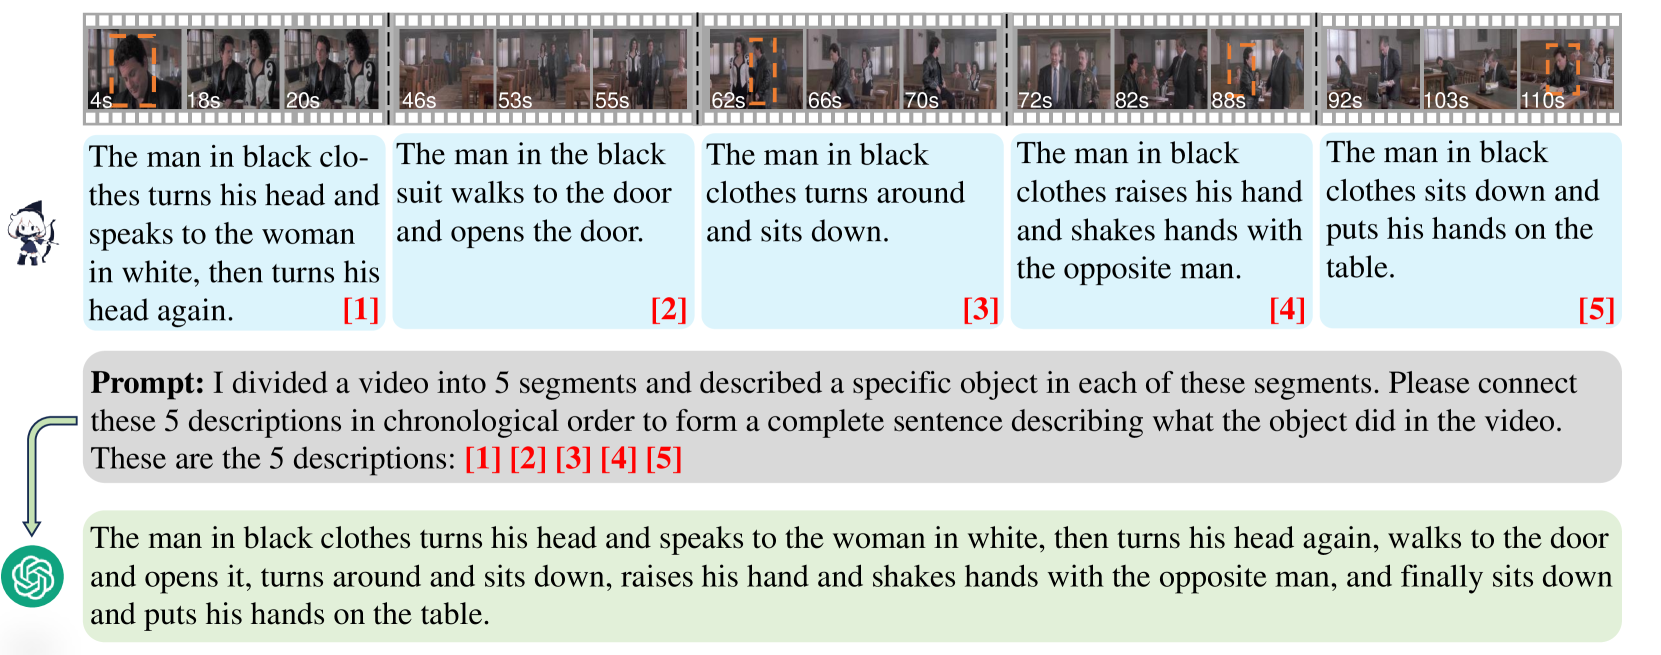 4s 18s 20s 46s 53s 55s 62s 66s 70s 72s 82s 88s 92s 103s 110s
The man in black clo-
thes turns his head and
speaks to the woman
in white, then turns his
head again. [1]
The man in the black
suit walks to the door
and opens the door.
[2]
The man in black
clothes turns around
and sits down.
[3]
The man in black
clothes raises his hand
and shakes hands with
the opposite man.
[4]
The man in black
clothes sits down and
puts his hands on the
table.
[5]
Prompt: I divided a video into 5 segments and described a specific object in each of these segments. Please connect
these 5 descriptions in chronological order to form a complete sentence describing what the object did in the video.
These are the 5 descriptions: [1] [2] [3] [4] [5]
The man in black clothes turns his head and speaks to the woman in white, then turns his head again, walks to the door
and opens it, turns around and sits down, raises his hand and shakes hands with the opposite man, and finally sits down
and puts his hands on the table.